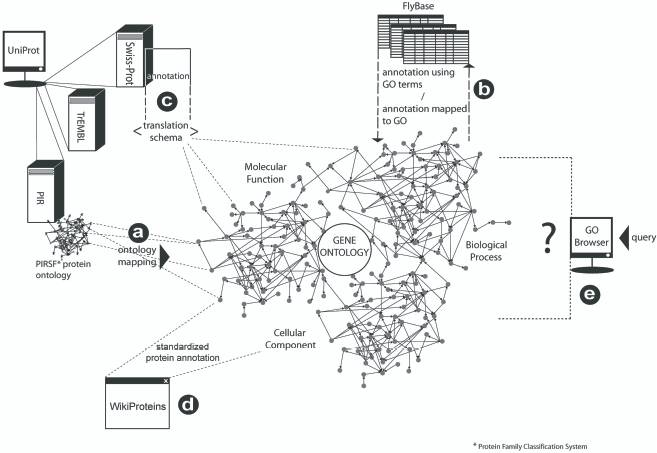 FlyBase
UniProt
Swiss-Prot
annotation
annotation using
GO terms
/
annotation mapped
to GO
b
c
TrEMBL
<translation>
schema
Molecular
Function
PIR
a
ontology
mapping
PIRSF* protein
ontology
GENE
ONTOLOGY
Biological
Process
?
GO
Browser
query
e
Cellular
Component
standardized
protein annotation
x
WikiProteins
d
* Protein Family Classification System